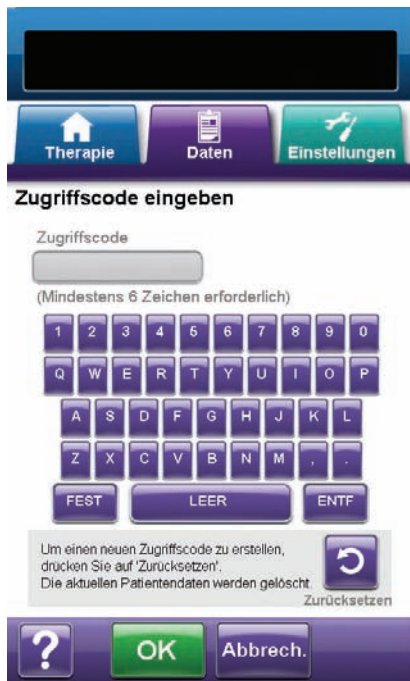 Therapie Daten Einstellungen
Zugriffscode eingeben
Zugriffscode
(Mindestens 6 Zeichen erforderlich)
1 2 3 4 5 6 7 8 9 0
Q W E R T Y U I O P
A S D F G H J K L
Z X C V B N M , .
FEST LEER ENTF
Um einen neuen Zugriffscode zu erstellen,
drücken Sie auf 'Zurücksetzen'.
Die aktuellen Patientendaten werden gelöscht.
Zurücksetzen
? OK Abbrech.